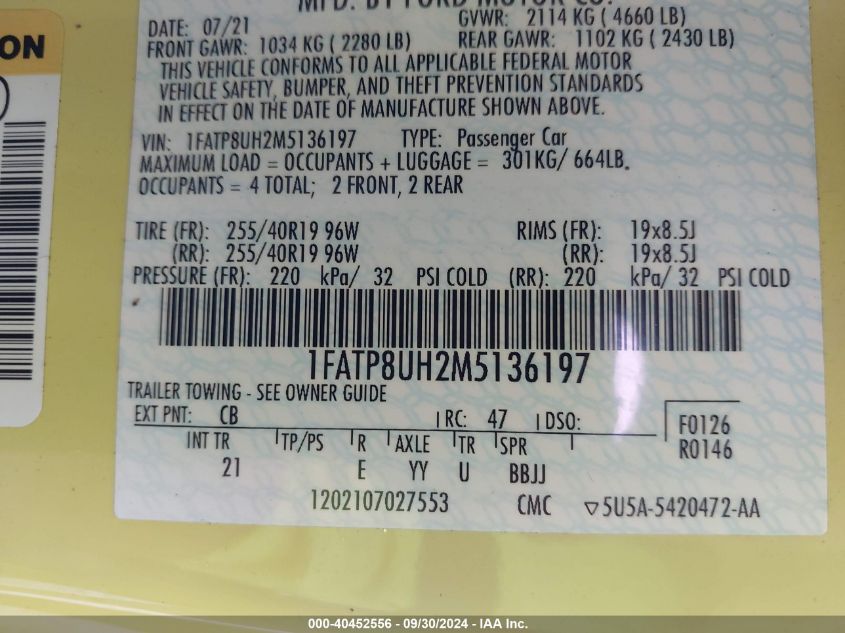 MFD. BY FORD MOTOR CO.
DATE: 07/21
GVWR: 2114 KG ( 4660 LB)
FRONT GAWR: 1034 KG ( 2280 LB)
REAR GAWR: 1102 KG ( 2430 LB)
THIS VEHICLE CONFORMS TO ALL APPLICABLE FEDERAL MOTOR
VEHICLE SAFETY, BUMPER, AND THEFT PREVENTION STANDARDS
IN EFFECT ON THE DATE OF MANUFACTURE SHOWN ABOVE.
VIN: 1FATP8UH2M5136197 TYPE: Passenger Car
MAXIMUM LOAD = OCCUPANTS + LUGGAGE = 301KG/ 664LB.
OCCUPANTS = 4 TOTAL; 2 FRONT, 2 REAR
TIRE (FR): 255/40R19 96W RIMS (FR): 19x8.5J
(RR): 255/40R19 96W (RR): 19x8.5J
PRESSURE (FR): 220 kPa/ 32 PSI COLD (RR): 220 kPa/ 32 PSI COLD
1FATP8UH2M5136197
TRAILER TOWING - SEE OWNER GUIDE
EXT PNT: CB RC: 47 DSO:
F0126
R0146
INT TR TP/PS R AXLE TR SPR
21 E YY U BBJJ
1202107027553 CMC ▽5U5A-5420472-AA
ON
000-40452556 - 09/30/2024 - IAA Inc.